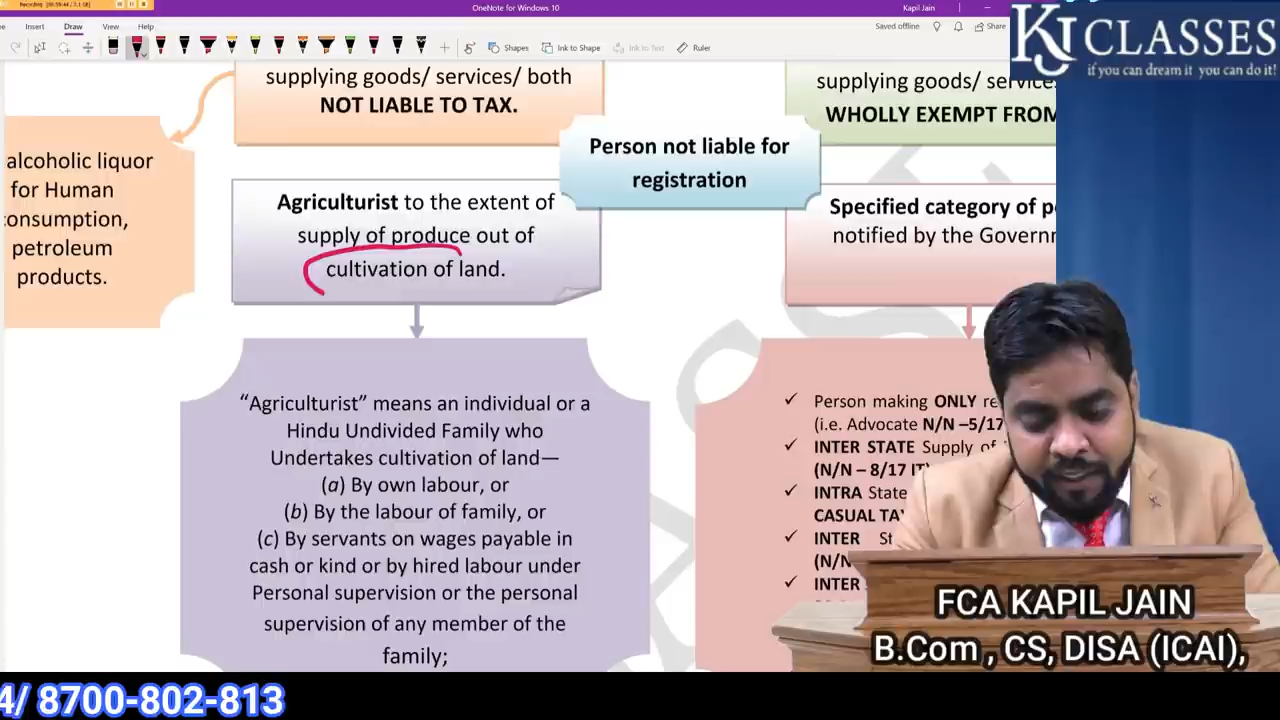 OneNote for Windows 10
Kapil Jain
Insert
Draw
View
Help
Saved offline
Share
Shapes
Ink to Shape
Ink to Text
Ruler
KJ CLASSES
if you can dream it you can do it!
supplying goods/ services/ both
NOT LIABLE TO TAX.
supplying goods/
WHOLLY EXEMPT FROM
Person not liable for
registration
alcoholic liquor
for Human
consumption,
petroleum
products.
Agriculturist to the extent of
supply of produce out of
cultivation of land.
Specified category of
notified by the
“Agriculturist” means an individual or a
Hindu Undivided Family who
Undertakes cultivation of land—
(a) By own labour, or
(b) By the labour of family, or
(c) By servants on wages payable in
cash or kind or by hired labour under
Personal supervision or the personal
supervision of any member of the
family;
✓ Person making ONLY
(i.e. Advocate N/N –5/17
✓ INTER STATE Supply of
(N/N – 8/17 IT)
✓ INTRA State
CASUAL
✓ INTER
(N/N
✓ INTER
FCA KAPIL JAIN
B.Com , CS, DISA (ICAI),
4/ 8700-802-813